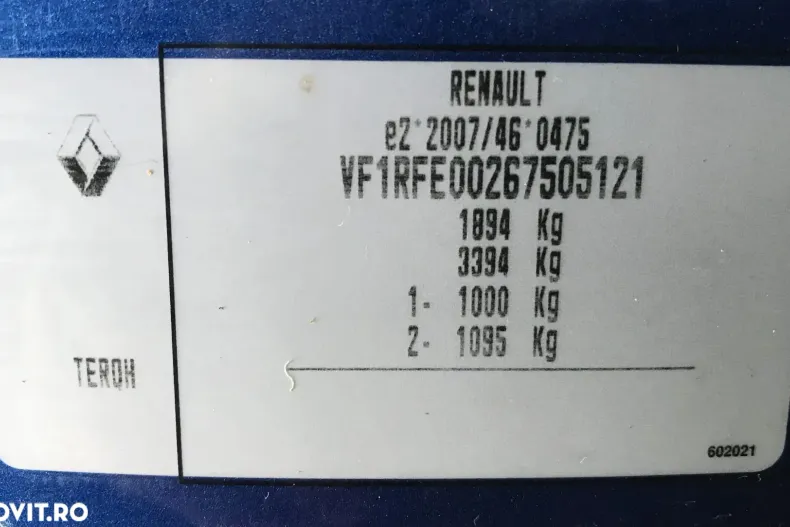 RENAULT
e2*2007/46*0475
VF1RFE00267505121
1894 Kg
3394 Kg
1- 1000 Kg
2- 1095 Kg
TERQH
602021
OVIT.RO